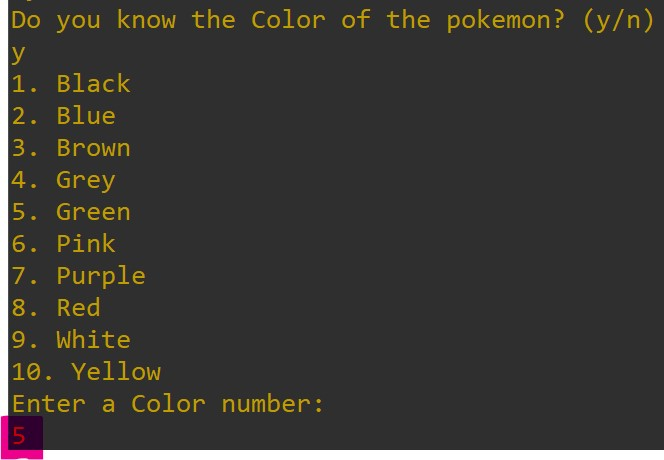 Do you know the Color of the pokemon? (y/n)
y
1. Black
2. Blue
3. Brown
4. Grey
5. Green
6. Pink
7. Purple
8. Red
9. White
10. Yellow
Enter a Color number:
5